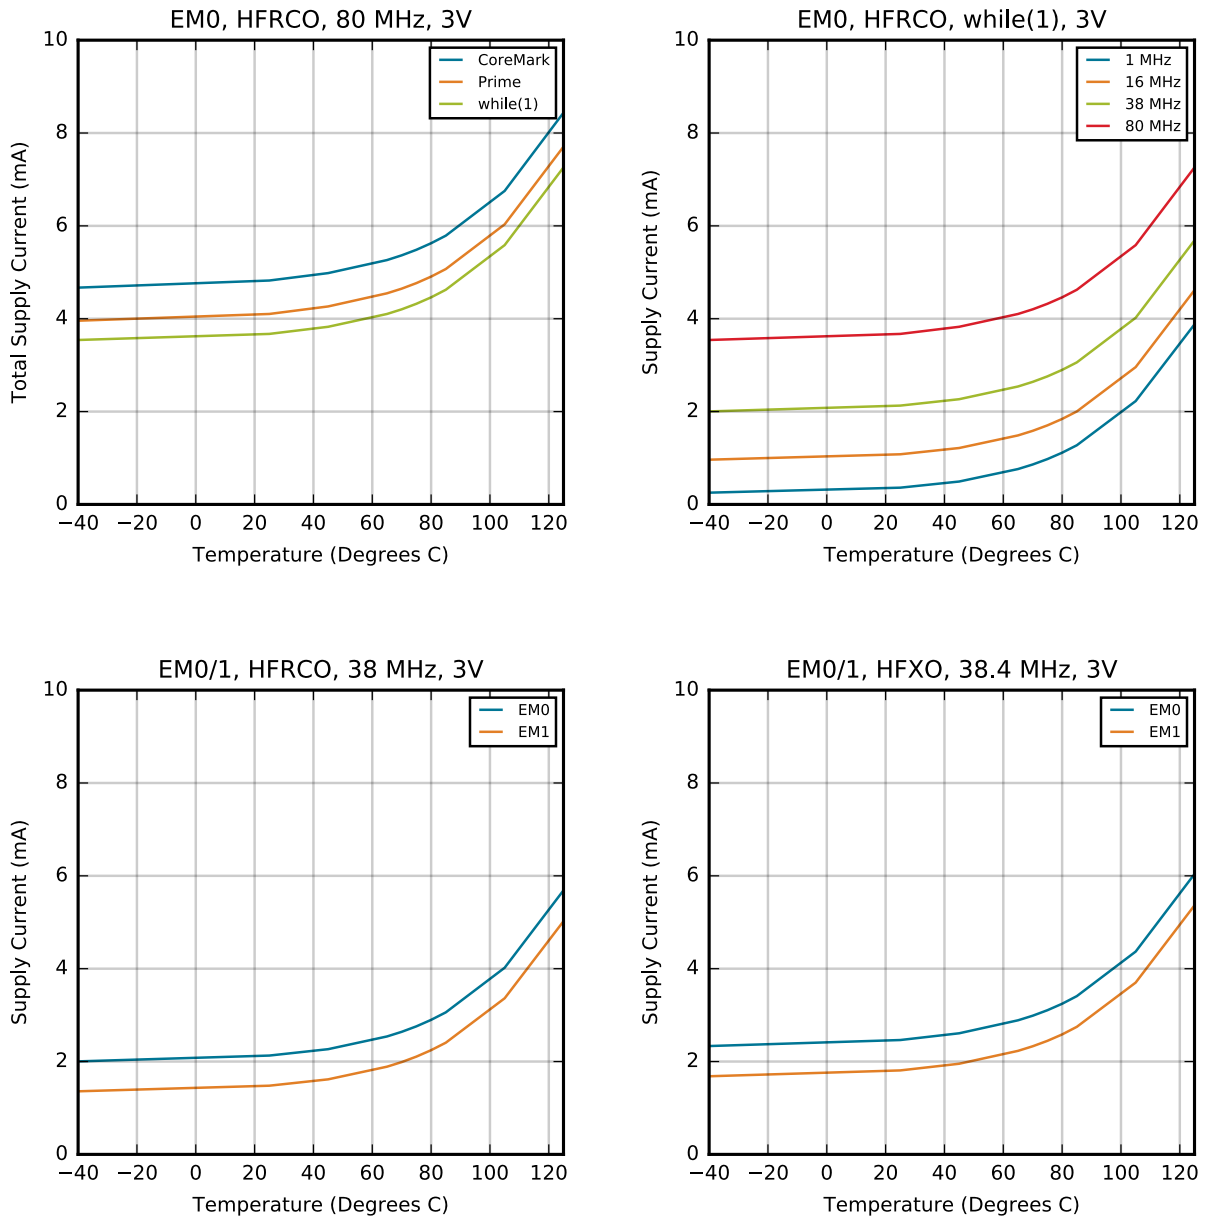 EM0, HFRCO, 80 MHz, 3V
Total Supply Current (mA)
10
8
6
4
2
0
CoreMark
Prime
while(1)
−40 −20 0 20 40 60 80 100 120
Temperature (Degrees C)
EM0, HFRCO, while(1), 3V
Supply Current (mA)
10
8
6
4
2
0
1 MHz
16 MHz
38 MHz
80 MHz
−40 −20 0 20 40 60 80 100 120
Temperature (Degrees C)
EM0/1, HFRCO, 38 MHz, 3V
Supply Current (mA)
10
8
6
4
2
0
EM0
EM1
−40 −20 0 20 40 60 80 100 120
Temperature (Degrees C)
EM0/1, HFXO, 38.4 MHz, 3V
Supply Current (mA)
10
8
6
4
2
0
EM0
EM1
−40 −20 0 20 40 60 80 100 120
Temperature (Degrees C)